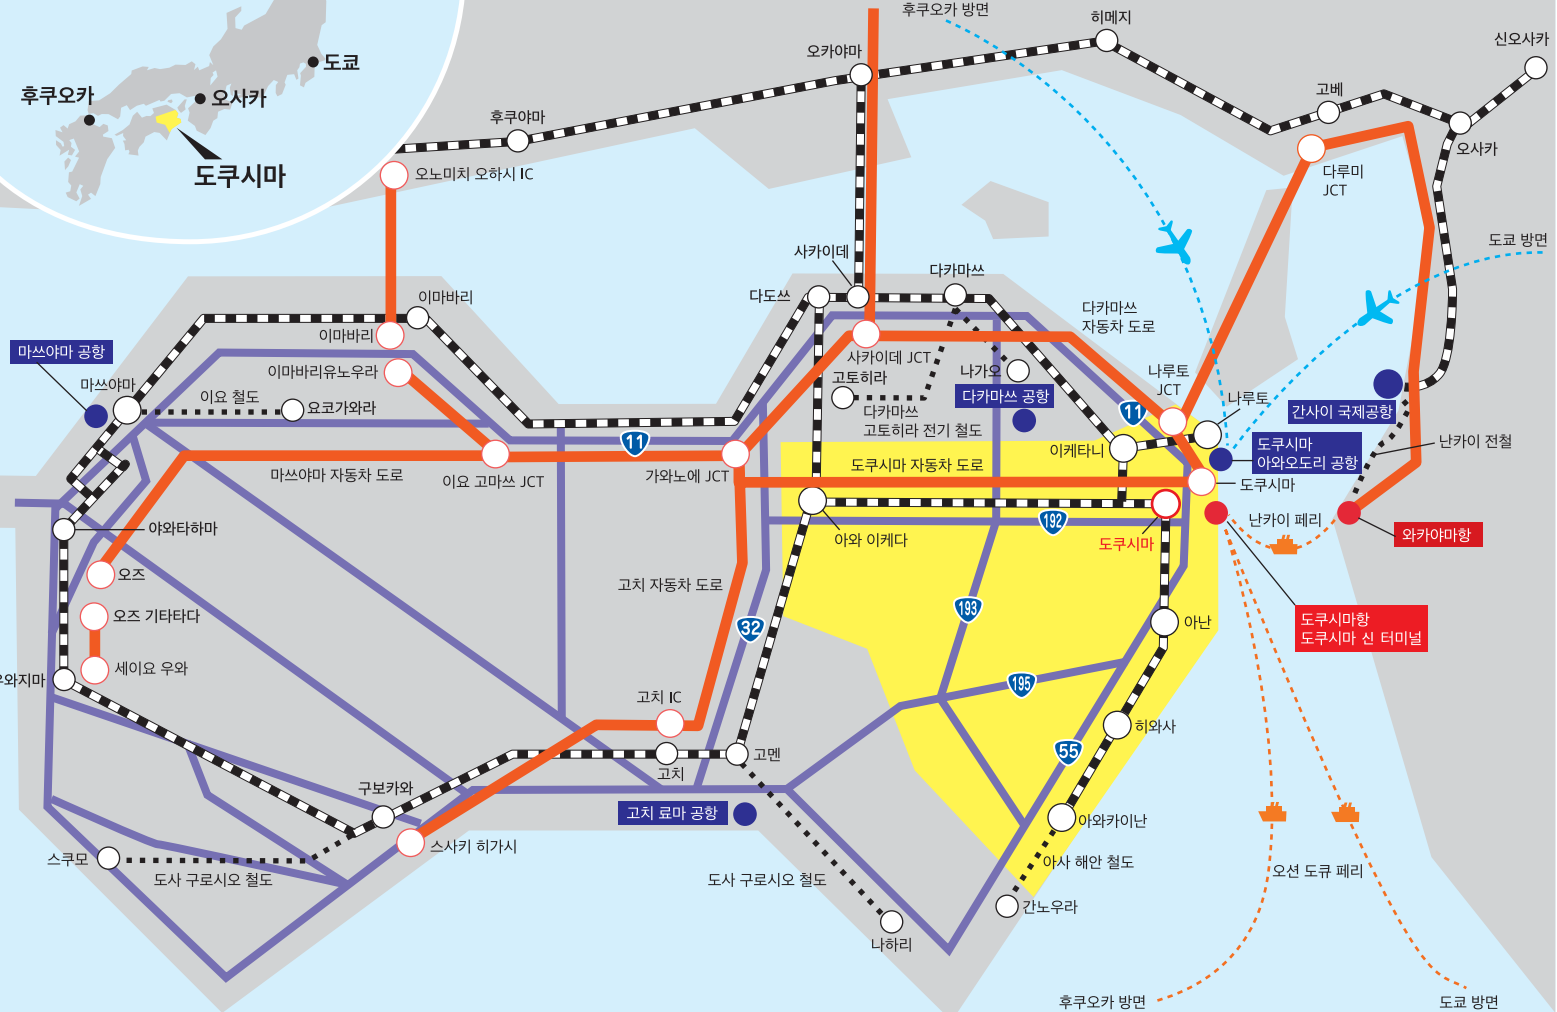 후쿠오카 방면
히메지
오카야마
신오사카
도쿄
고베
후쿠오카
오사카
후쿠야마
오사카
도쿠시마
오노미치 오하시 IC
다루미
JCT
도쿄 방면
사카이데
다카마쓰
다도쓰
이마바리
다카마쓰
자동차 도로
이마바리
마쓰야마 공항
사카이데 JCT
나루토
JCT
이마바리유노우라
고토히라
나가오
마쓰야마
이요 철도
요코가와라
다카마쓰 공항
나루토
다카마쓰
고토히라 전기 철도
11
간사이 국제공항
11
이케타니
도쿠시마
아와오도리 공항
난카이 전철
마쓰야마 자동차 도로
이요 고마쓰 JCT
가와노에 JCT
도쿠시마 자동차 도로
도쿠시마
야와타하마
아와 이케다
192
도쿠시마
난카이 페리
와카야마항
오즈
고치 자동차 도로
오즈 기타타다
32
193
아난
도쿠시마항
도쿠시마 신 터미널
세이요 우와
우와지마
고치 IC
195
히와사
고멘
55
고치
구보카와
고치 료마 공항
아와카이난
스사키 히가시
스쿠모
도사 구로시오 철도
도사 구로시오 철도
아사 해안 철도
오션 도큐 페리
간노우라
나하리
후쿠오카 방면
도쿄 방면